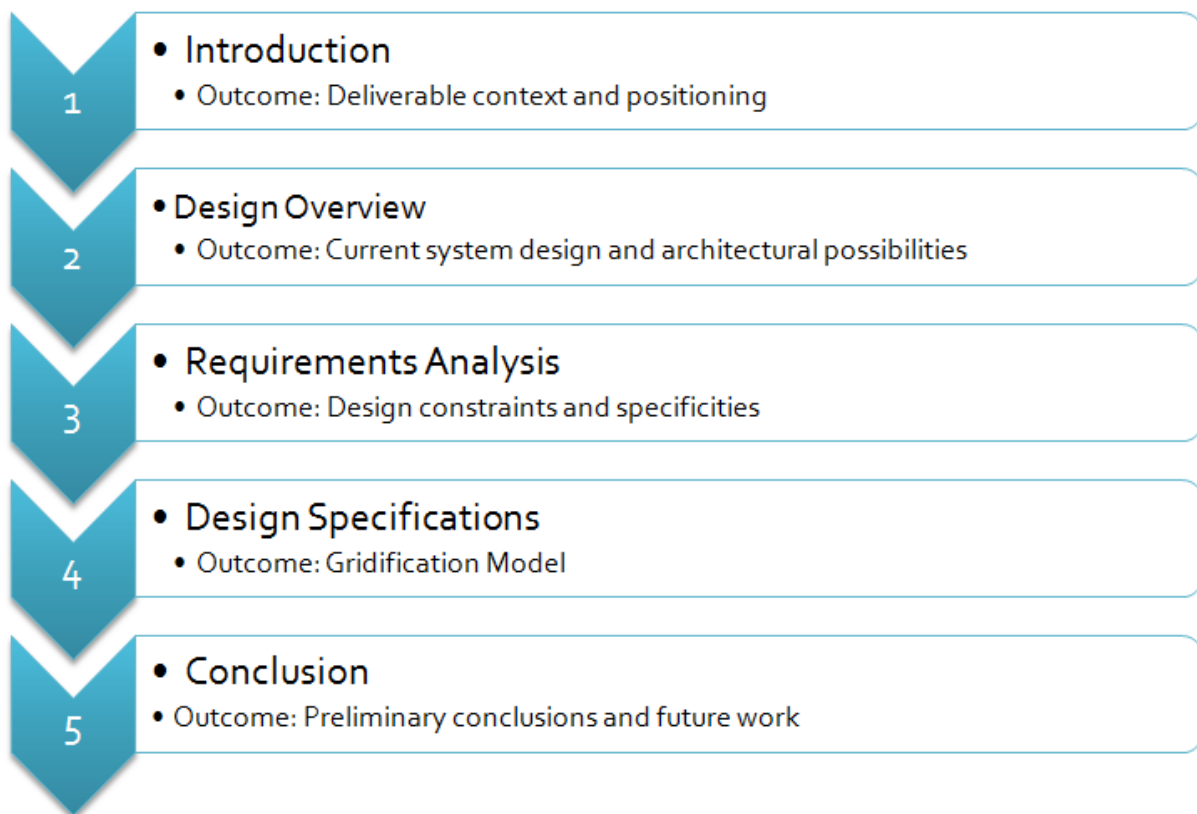 1
• Introduction
• Outcome: Deliverable context and positioning
2
• Design Overview
• Outcome: Current system design and architectural possibilities
3
• Requirements Analysis
• Outcome: Design constraints and specificities
4
• Design Specifications
• Outcome: Gridification Model
5
• Conclusion
• Outcome: Preliminary conclusions and future work